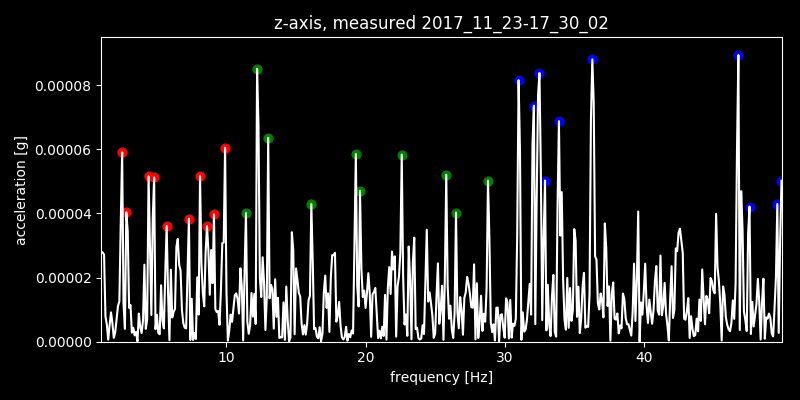 z-axis, measured 2017_11_23-17_30_02
acceleration [g]
0.00008
0.00006
0.00004
0.00002
0.00000
10 20 30 40
frequency [Hz]